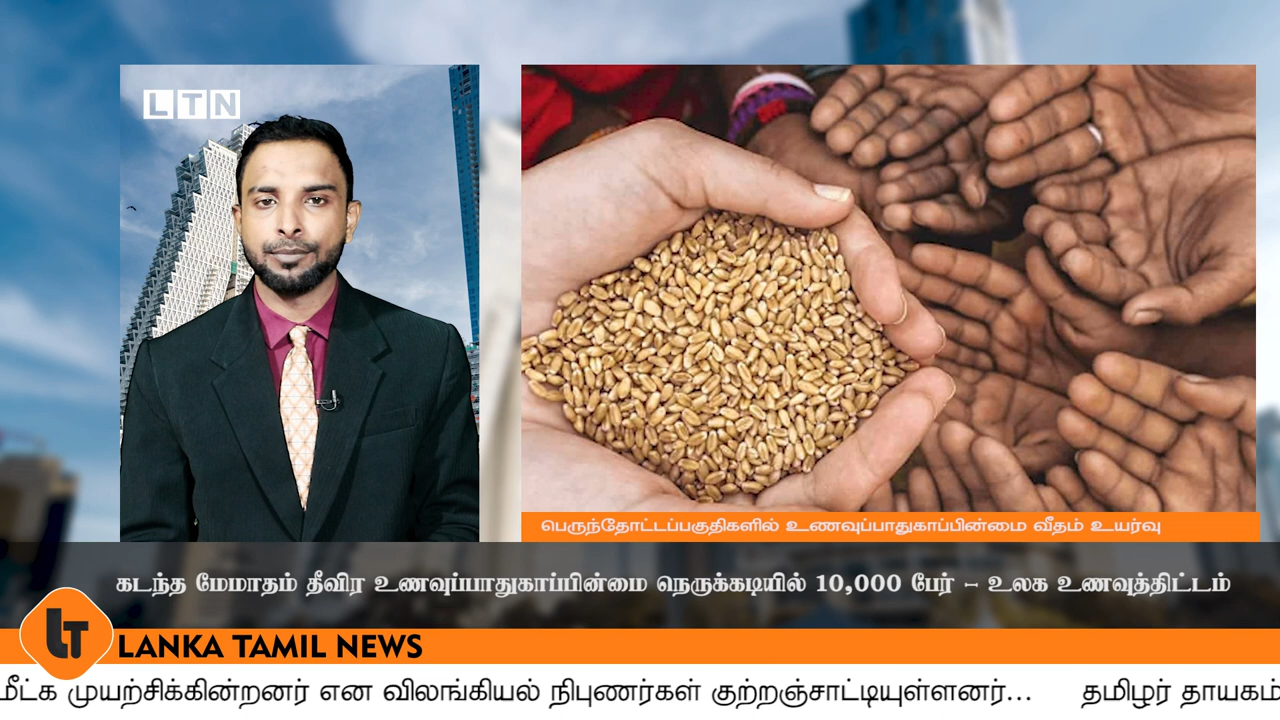 LTN
பெருந்தோட்டப்பகுதிகளில் உணவுப்பாதுகாப்பின்மை வீதம் உயர்வு
கடந்த மேமாதம் தீவிர உணவுப்பாதுகாப்பின்மை நெருக்கடியில் 10,000 பேர் – உலக உணவுத்திட்டம்
LT LANKA TAMIL NEWS
மீட்க முயற்சிக்கின்றனர் என விலங்கியல் நிபுணர்கள் குற்றஞ்சாட்டியுள்ளனர்... தமிழர் தாயகம்